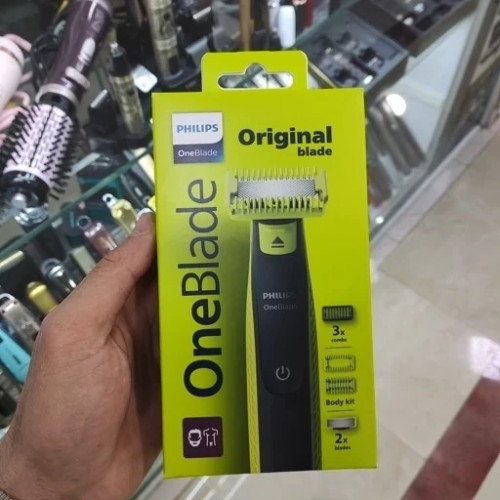 PHILIPS
OneBlade
Original
blade
OneBlade
PHILIPS
OneBlade
3x
combs
Body kit
2x
blades